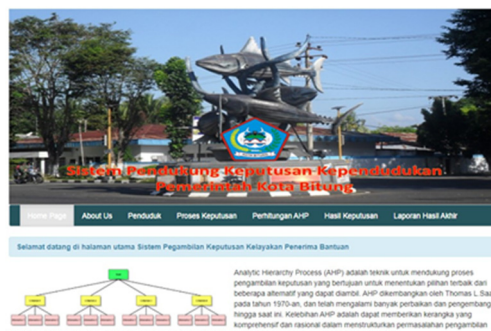 Sistem Pendukung Keputusan Kependudukan
Pemerintah Kota Bitung
Home Page About Us Penduduk Proses Keputusan Perhitungan AHP Hasil Keputusan Laporan Hasil Akhir
Selamat datang di halaman utama Sistem Pegambilan Keputusan Kelayakan Penerima Bantuan
Analytic Hierarchy Process (AHP) adalah teknik untuk mendukung proses
pengambilan keputusan yang bertujuan untuk menentukan pilihan terbaik dari
beberapa alternatif yang dapat diambil. AHP dikembangkan oleh Thomas L.Saa
pada tahun 1970-an, dan telah mengalami banyak perbaikan dan pengembangan
hingga saat ini. Kelebihan AHP adalah dapat memberikan kerangka yang
komprehensif dan rasional dalam menstrukturkan permasalahan pengambilan